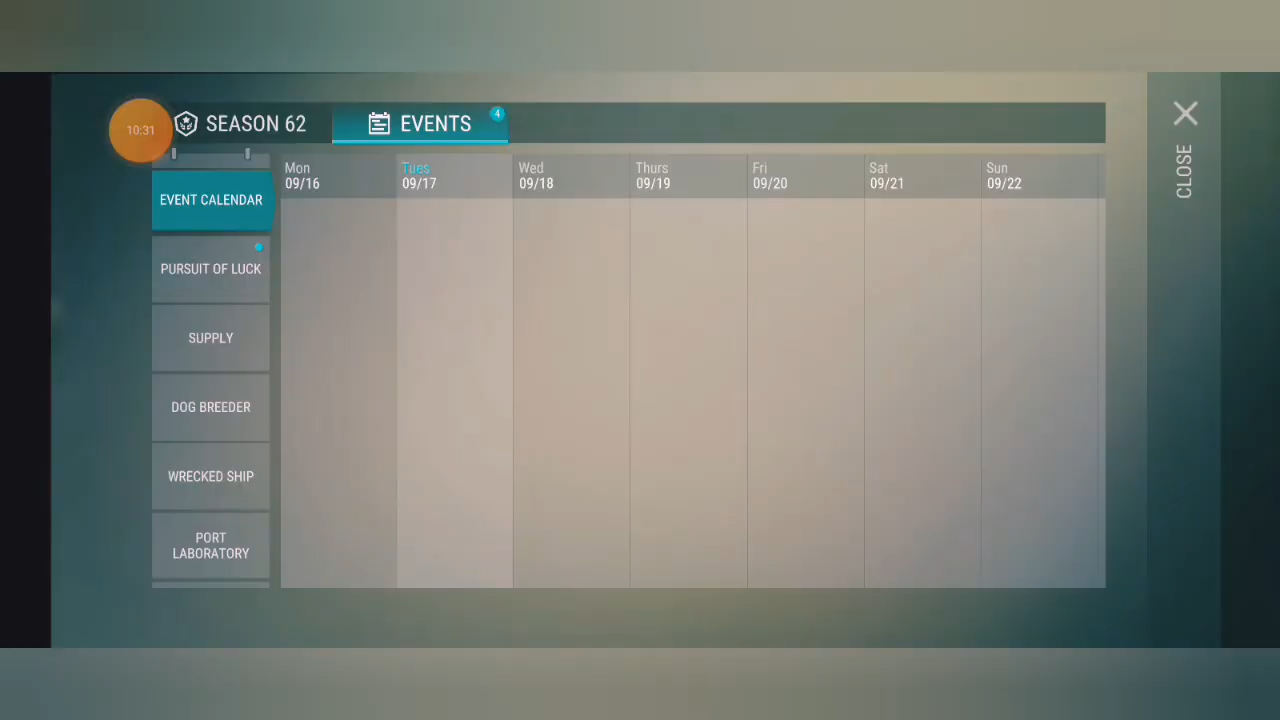 10:31
SEASON 62
EVENTS
4
EVENT CALENDAR
PURSUIT OF LUCK
SUPPLY
DOG BREEDER
WRECKED SHIP
PORT
LABORATORY
Mon
09/16
Tues
09/17
Wed
09/18
Thurs
09/19
Fri
09/20
Sat
09/21
Sun
09/22
CLOSE